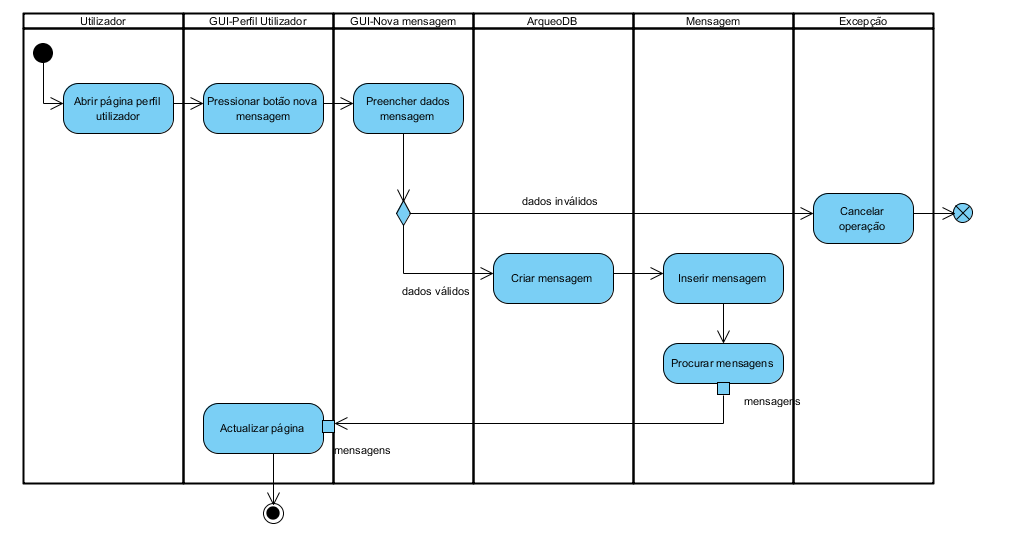 Utilizador
GUI-Perfil Utilizador
GUI-Nova mensagem
ArqueoDB
Mensagem
Excepção
Abrir página perfil
utilizador
Pressionar botão nova
mensagem
Preencher dados
mensagem
dados inválidos
Cancelar
operação
dados válidos
Criar mensagem
Inserir mensagem
Procurar mensagens
mensagens
Actualizar página
mensagens